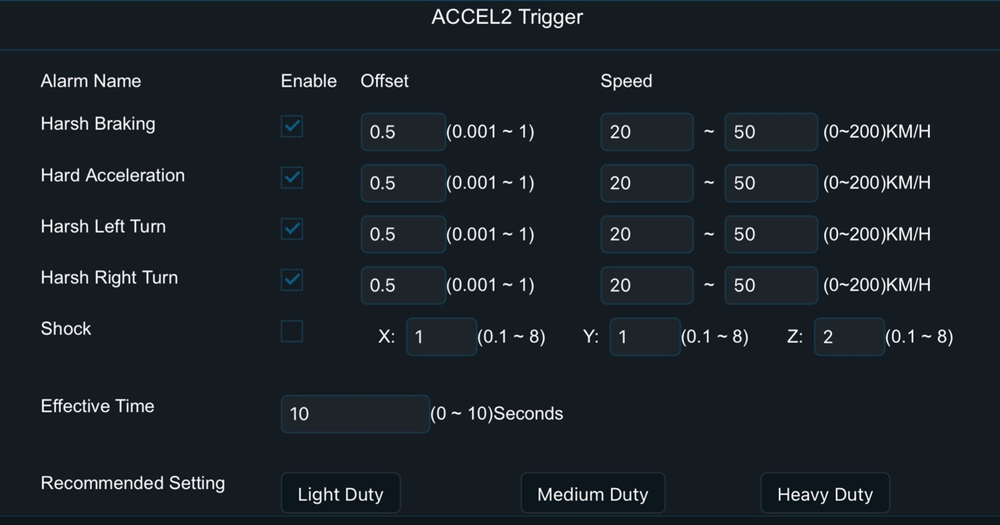 ACCEL2 Trigger
Alarm Name Enable Offset Speed
Harsh Braking 0.5 (0.001 ~ 1) 20 ~ 50 (0~200)KM/H
Hard Acceleration 0.5 (0.001 ~ 1) 20 ~ 50 (0~200)KM/H
Harsh Left Turn 0.5 (0.001 ~ 1) 20 ~ 50 (0~200)KM/H
Harsh Right Turn 0.5 (0.001 ~ 1) 20 ~ 50 (0~200)KM/H
Shock X: 1 (0.1 ~ 8) Y: 1 (0.1 ~ 8) Z: 2 (0.1 ~ 8)
Effective Time 10 (0 ~ 10)Seconds
Recommended Setting Light Duty Medium Duty Heavy Duty